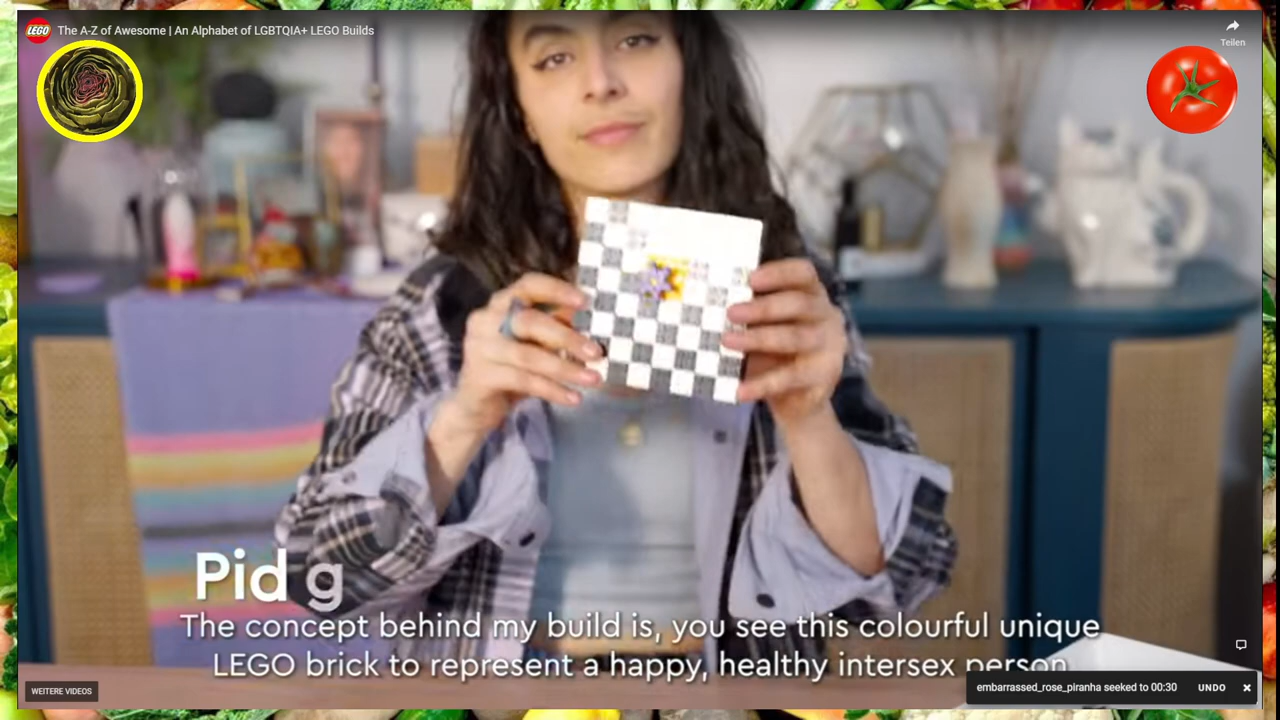 LEGO
The A-Z of Awesome | An Alphabet of LGBTQIA+ LEGO Builds
Teilen
Pid g
The concept behind my build is, you see this colourful unique
LEGO brick to represent a happy, healthy intersex person
WEITERE VIDEOS
embarrassed_rose_piranha seeked to 00:30 UNDO ×